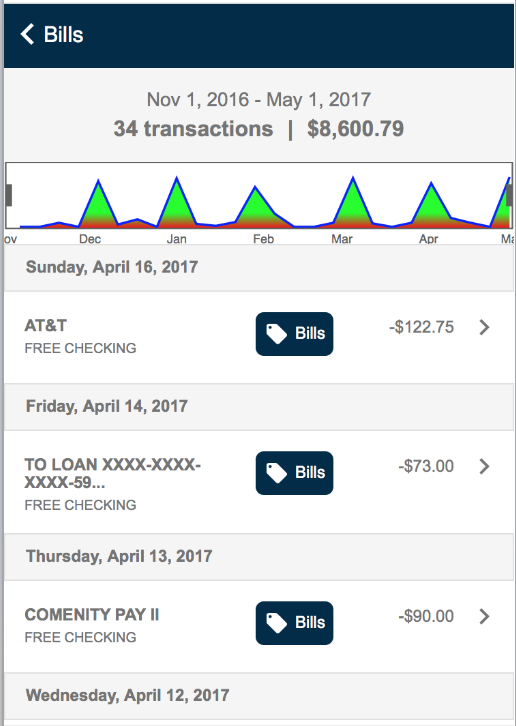 Bills
Nov 1, 2016 - May 1, 2017
34 transactions | $8,600.79
ov Dec Jan Feb Mar Apr Ma
Sunday, April 16, 2017
AT&T Bills -$122.75
FREE CHECKING
Friday, April 14, 2017
TO LOAN XXXX-XXXX-
XXXX-59... Bills -$73.00
FREE CHECKING
Thursday, April 13, 2017
COMENITY PAY II Bills -$90.00
FREE CHECKING
Wednesday, April 12, 2017